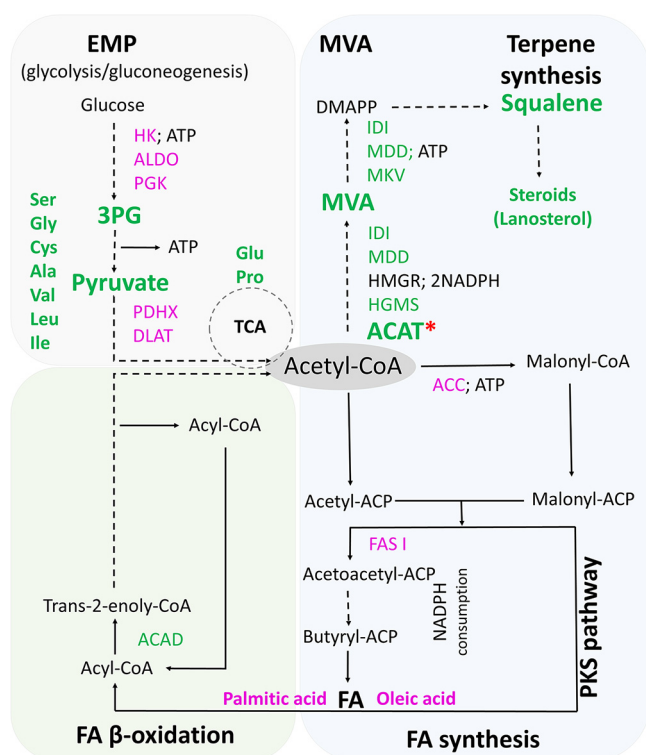 EMP
(glycolysis/gluconeogenesis)
Glucose
HK; ATP
ALDO
PGK
3PG
ATP
Pyruvate
PDHX
DLAT
Ser
Gly
Cys
Ala
Val
Leu
Ile
Glu
Pro
TCA
MVA
Terpene
synthesis
DMAPP
Squalene
IDI
MDD; ATP
MKV
MVA
Steroids
(Lanosterol)
IDI
MDD
HMGR; 2NADPH
HGMS
ACAT*
Acetyl-CoA
Malonyl-CoA
ACC; ATP
Acyl-CoA
Trans-2-enoly-CoA
ACAD
Acyl-CoA
FA β-oxidation
Acetyl-ACP
Malonyl-ACP
FAS I
Acetoacetyl-ACP
Butyryl-ACP
NADPH
consumption
PKS pathway
Palmitic acid FA Oleic acid
FA synthesis